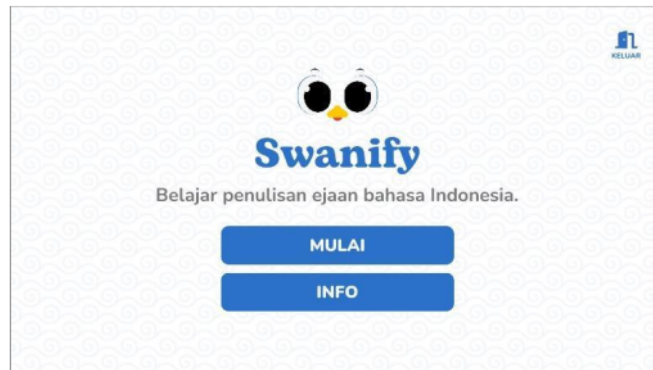 KELUAR
Swanify
Belajar penulisan ejaan bahasa Indonesia.
MULAI
INFO